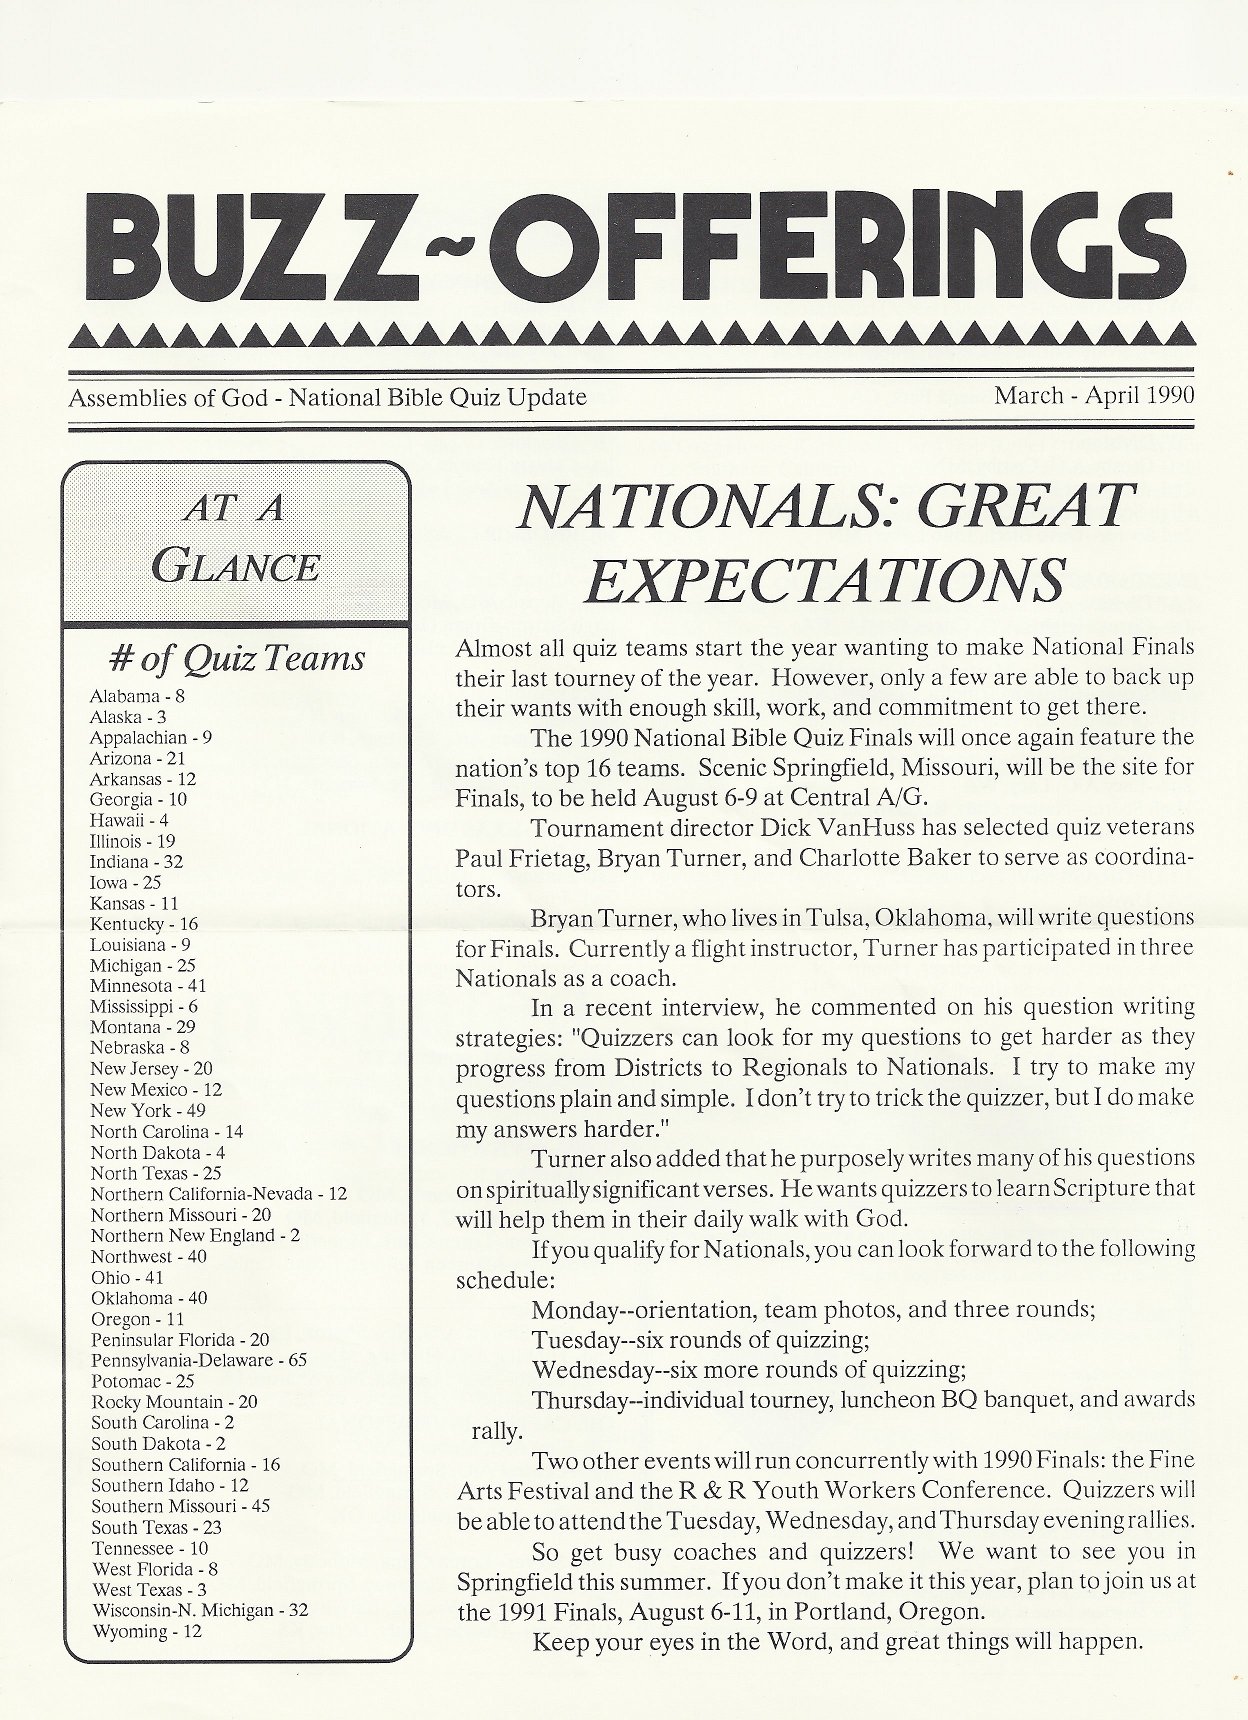 BUZZ~OFFERINGS
Assemblies of God - National Bible Quiz Update
March - April 1990
AT A
GLANCE
# of Quiz Teams
Alabama - 8
Alaska - 3
Appalachian - 9
Arizona - 21
Arkansas - 12
Georgia - 10
Hawaii - 4
Illinois - 19
Indiana - 32
Iowa - 25
Kansas - 11
Kentucky - 16
Louisiana - 9
Michigan - 25
Minnesota - 41
Mississippi - 6
Montana - 29
Nebraska - 8
New Jersey - 20
New Mexico - 12
New York - 49
North Carolina - 14
North Dakota - 4
North Texas - 25
Northern California-Nevada - 12
Northern Missouri - 20
Northern New England - 2
Northwest - 40
Ohio - 41
Oklahoma - 40
Oregon - 11
Peninsular Florida - 20
Pennsylvania-Delaware - 65
Potomac - 25
Rocky Mountain - 20
South Carolina - 2
South Dakota - 2
Southern California - 16
Southern Idaho - 12
Southern Missouri - 45
South Texas - 23
Tennessee - 10
West Florida - 8
West Texas - 3
Wisconsin-N. Michigan - 32
Wyoming - 12
NATIONALS: GREAT
EXPECTATIONS
Almost all quiz teams start the year wanting to make National Finals
their last tourney of the year. However, only a few are able to back up
their wants with enough skill, work, and commitment to get there.
The 1990 National Bible Quiz Finals will once again feature the
nation's top 16 teams. Scenic Springfield, Missouri, will be the site for
Finals, to be held August 6-9 at Central A/G.
Tournament director Dick VanHuss has selected quiz veterans
Paul Frietag, Bryan Turner, and Charlotte Baker to serve as coordina-
tors.
Bryan Turner, who lives in Tulsa, Oklahoma, will write questions
for Finals. Currently a flight instructor, Turner has participated in three
Nationals as a coach.
In a recent interview, he commented on his question writing
strategies: "Quizzers can look for my questions to get harder as they
progress from Districts to Regionals to Nationals. I try to make my
questions plain and simple. I don't try to trick the quizzer, but I do make
my answers harder."
Turner also added that he purposely writes many of his questions
on spiritually significant verses. He wants quizzers to learn Scripture that
will help them in their daily walk with God.
If you qualify for Nationals, you can look forward to the following
schedule:
Monday--orientation, team photos, and three rounds;
Tuesday--six rounds of quizzing;
Wednesday--six more rounds of quizzing;
Thursday--individual tourney, luncheon BQ banquet, and awards
rally.
Two other events will run concurrently with 1990 Finals: the Fine
Arts Festival and the R & R Youth Workers Conference. Quizzers will
be able to attend the Tuesday, Wednesday, and Thursday evening rallies.
So get busy coaches and quizzers! We want to see you in
Springfield this summer. If you don't make it this year, plan to join us at
the 1991 Finals, August 6-11, in Portland, Oregon.
Keep your eyes in the Word, and great things will happen.